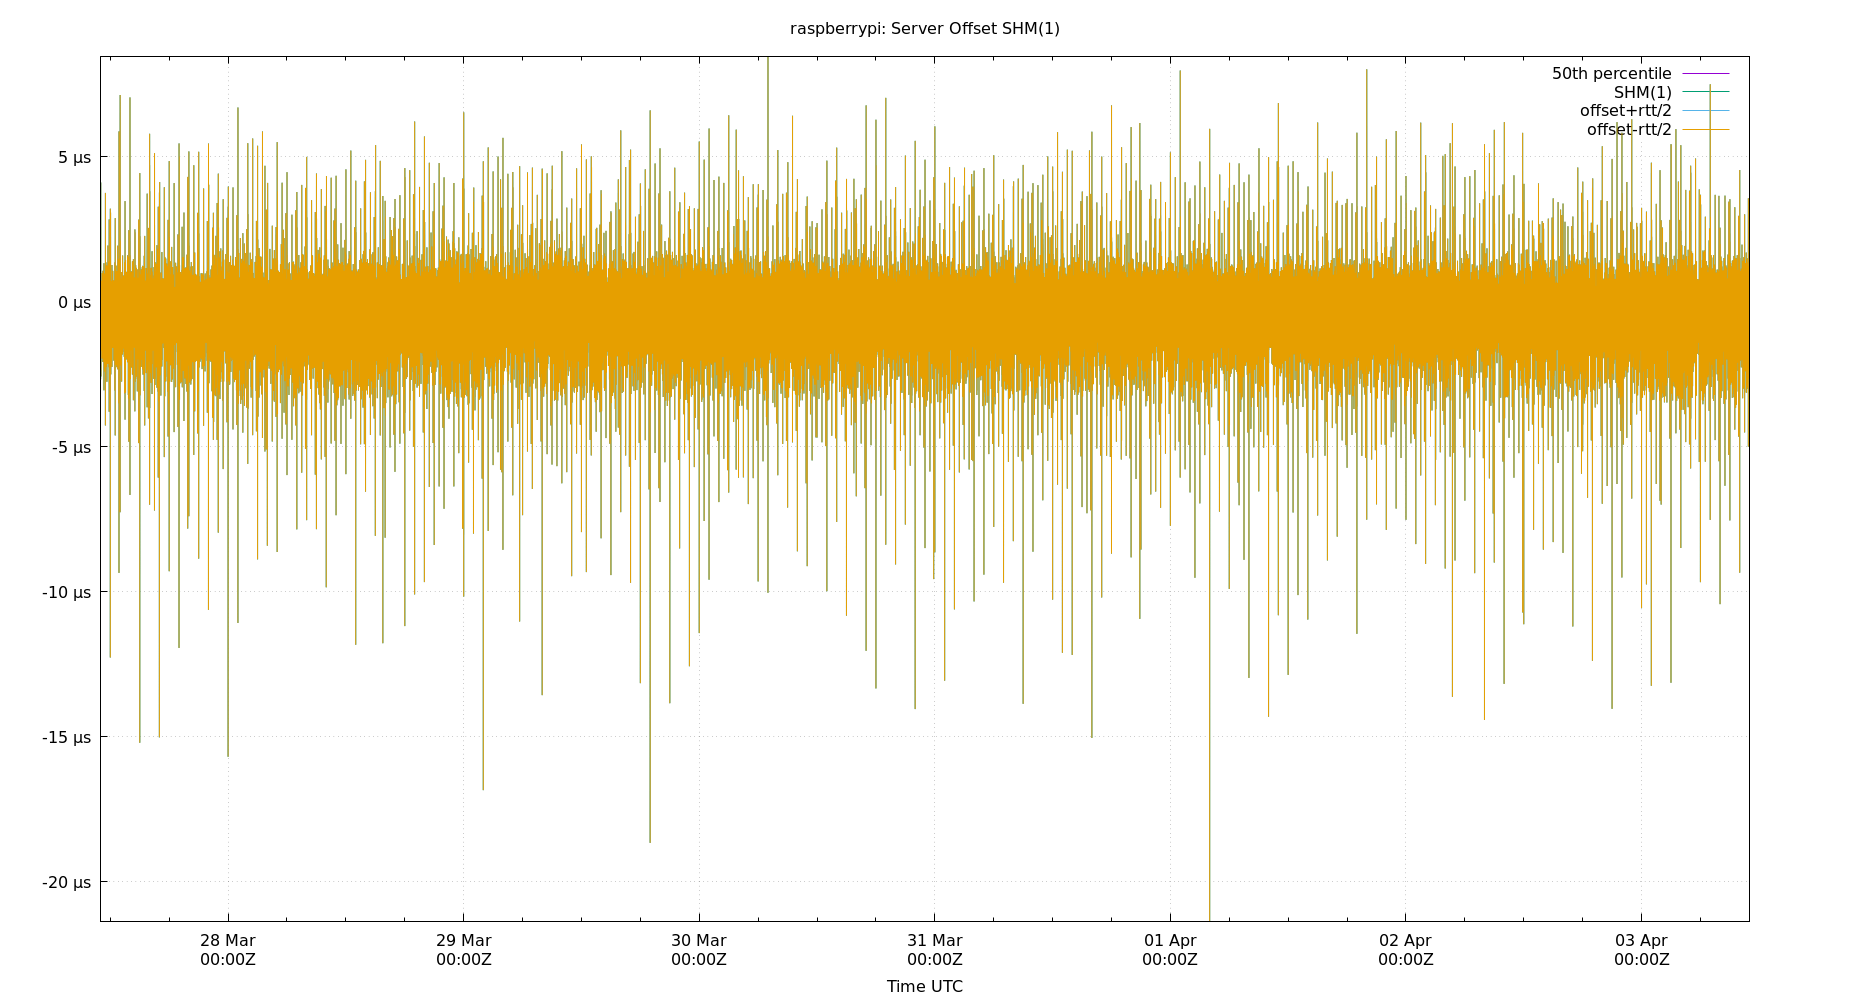 raspberrypi: Server Offset SHM(1)
50th percentile
SHM(1)
offset+rtt/2
offset-rtt/2
5 µs
0 µs
-5 µs
-10 µs
-15 µs
-20 µs
28 Mar 29 Mar 30 Mar 31 Mar 01 Apr 02 Apr 03 Apr
00:00Z 00:00Z 00:00Z 00:00Z 00:00Z 00:00Z 00:00Z
Time UTC